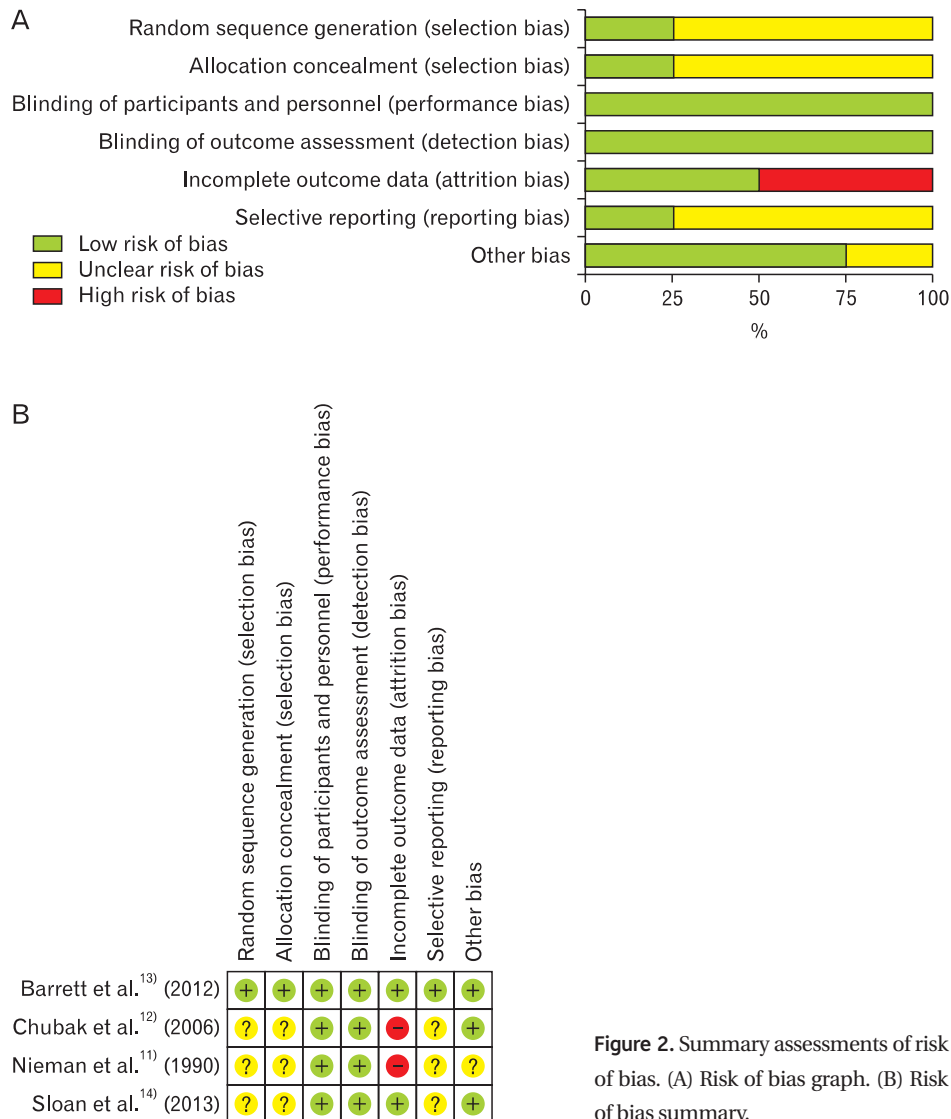 A
Random sequence generation (selection bias)
Allocation concealment (selection bias)
Blinding of participants and personnel (performance bias)
Blinding of outcome assessment (detection bias)
Incomplete outcome data (attrition bias)
Selective reporting (reporting bias)
Other bias
Low risk of bias
Unclear risk of bias
High risk of bias
0 25 50 75 100
%
B
Random sequence generation (selection bias)
Allocation concealment (selection bias)
Blinding of participants and personnel (performance bias)
Blinding of outcome assessment (detection bias)
Incomplete outcome data (attrition bias)
Selective reporting (reporting bias)
Other bias
Barrett et al.13) (2012) + + + + + + +
Chubak et al.12) (2006) ? ? + + − ? +
Nieman et al.11) (1990) ? ? + + − ? ?
Sloan et al.14) (2013) ? ? + + + ? +
Figure 2. Summary assessments of risk
of bias. (A) Risk of bias graph. (B) Risk
of bias summary.